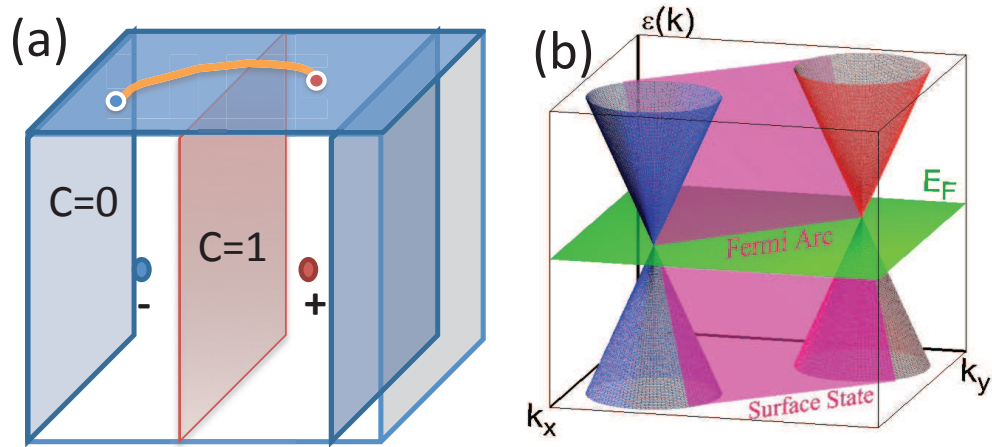 (a)
C=0
C=1
-
+
(b)
ε(k)
E_F
Fermi Arc
k_y
k_x
Surface State